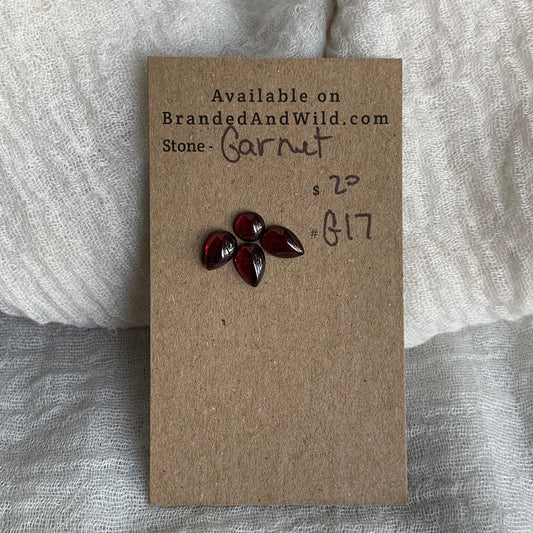 Available on
BrandedAndWild.com
Stone - Garnet
$ 20
# G17